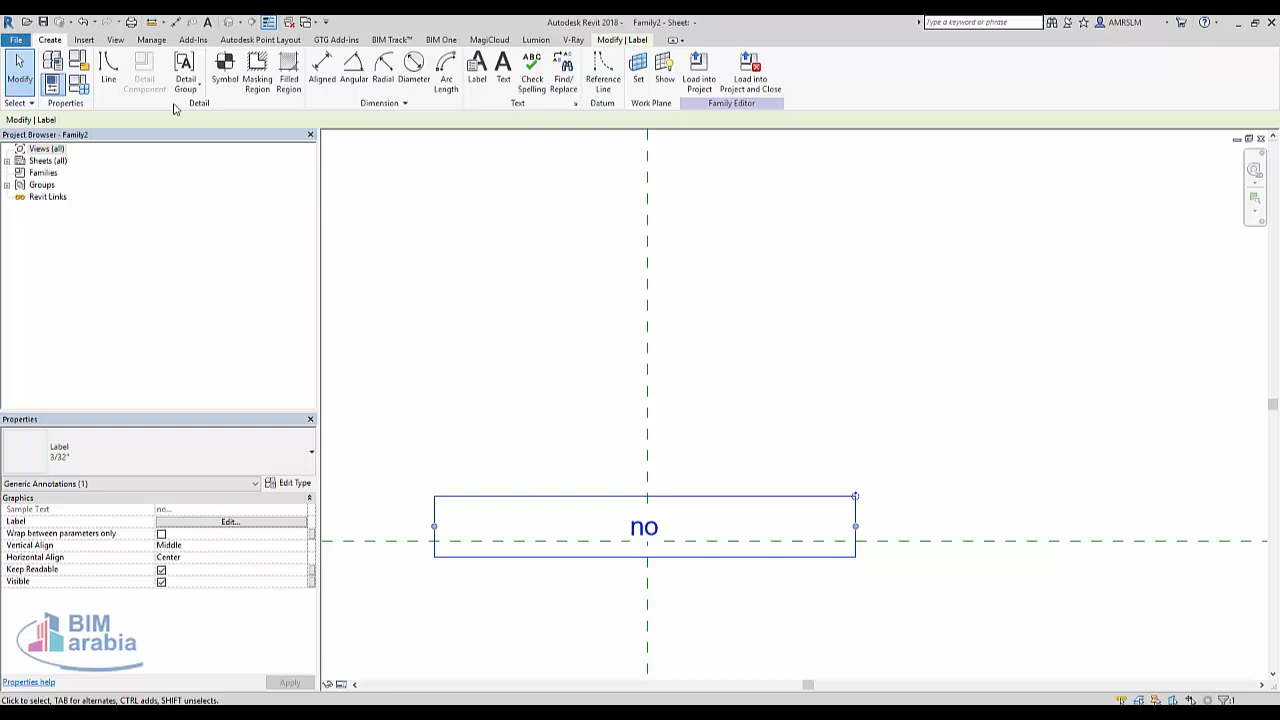 Autodesk Revit 2018 - Family2 - Sheet: -
Type a keyword or phrase
AMRSLM
File Create Insert View Manage Add-Ins Autodesk Point Layout GTG Add-ins BIM Track™ BIM One MagiCloud Lumion V-Ray Modify | Label
Modify Line Detail Component Detail Group Symbol Masking Region Filled Region Aligned Angular Radial Diameter Arc Length Label Text Check Spelling Find/ Replace Reference Line Set Show Load into Project Load into Project and Close
Select Properties Detail Dimension Text Datum Work Plane Family Editor
Modify | Label
Project Browser - Family2
Views (all)
Sheets (all)
Families
Groups
Revit Links
Properties
Label
3/32"
Generic Annotations (1) Edit Type
Graphics
Sample Text no...
Label Edit...
Wrap between parameters only
Vertical Align Middle
Horizontal Align Center
Keep Readable
Visible
BIM
arabia
Properties help Apply
no
Click to select, TAB for alternates, CTRL adds, SHIFT unselects.
:1